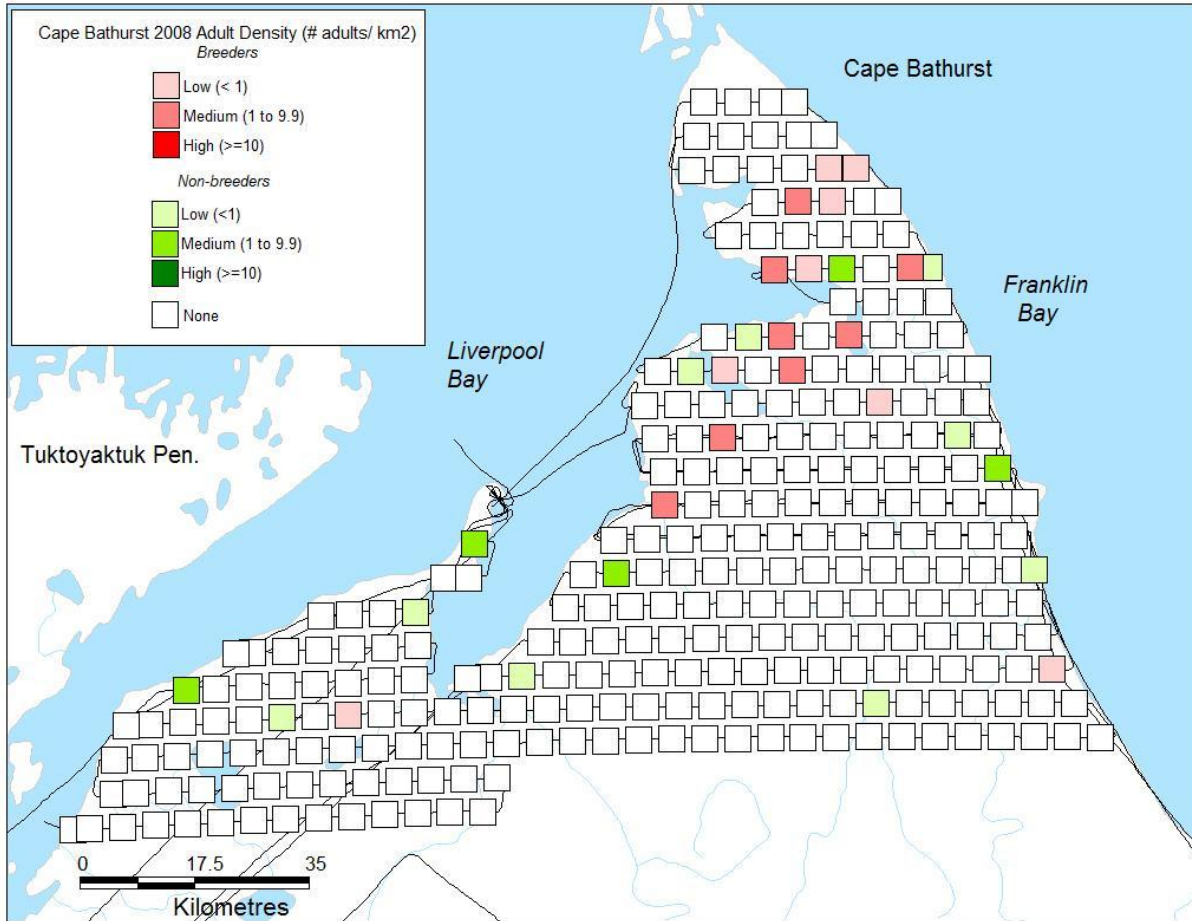 Cape Bathurst 2008 Adult Density (# adults/ km2)
Breeders
Low (< 1)
Medium (1 to 9.9)
High (>=10)
Non-breeders
Low (<1)
Medium (1 to 9.9)
High (>=10)
None
Cape Bathurst
Franklin
Bay
Liverpool
Bay
Tuktoyaktuk Pen.
0 17.5 35
Kilometres